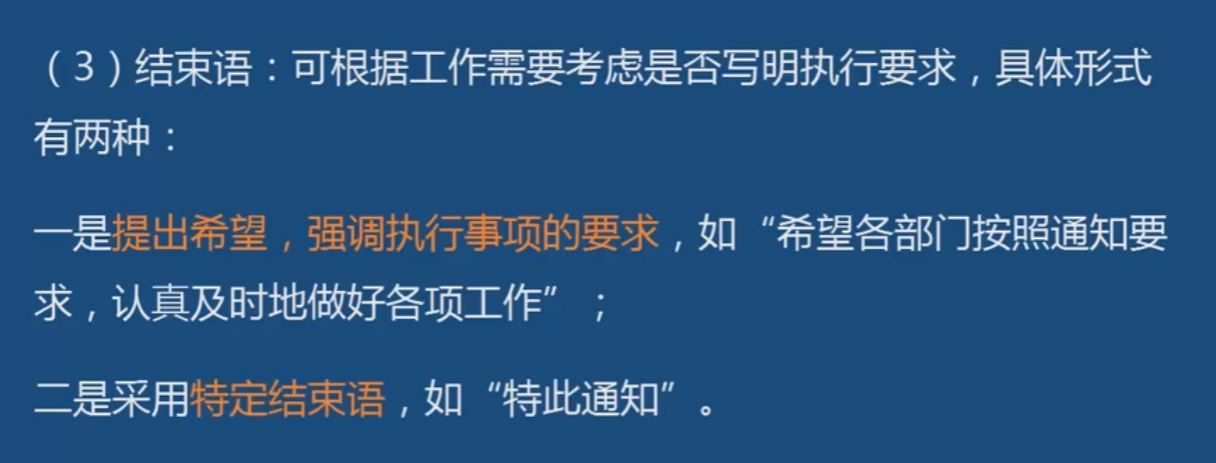 （3）结束语：可根据工作需要考虑是否写明执行要求，具体形式
有两种：
一是提出希望，强调执行事项的要求，如“希望各部门按照通知要
求，认真及时地做好各项工作”；
二是采用特定结束语，如“特此通知”。